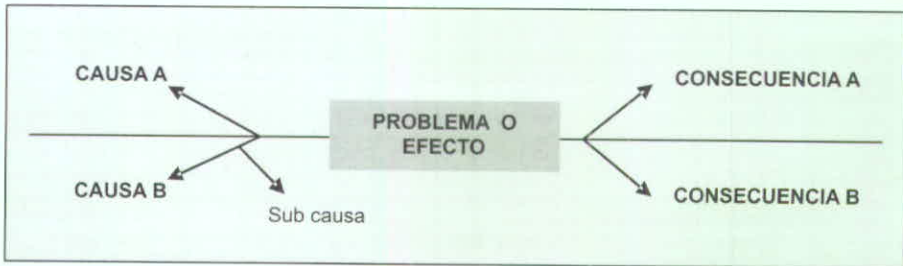 CAUSA A
CONSECUENCIA A
PROBLEMA O
EFECTO
CAUSA B
Sub causa
CONSECUENCIA B